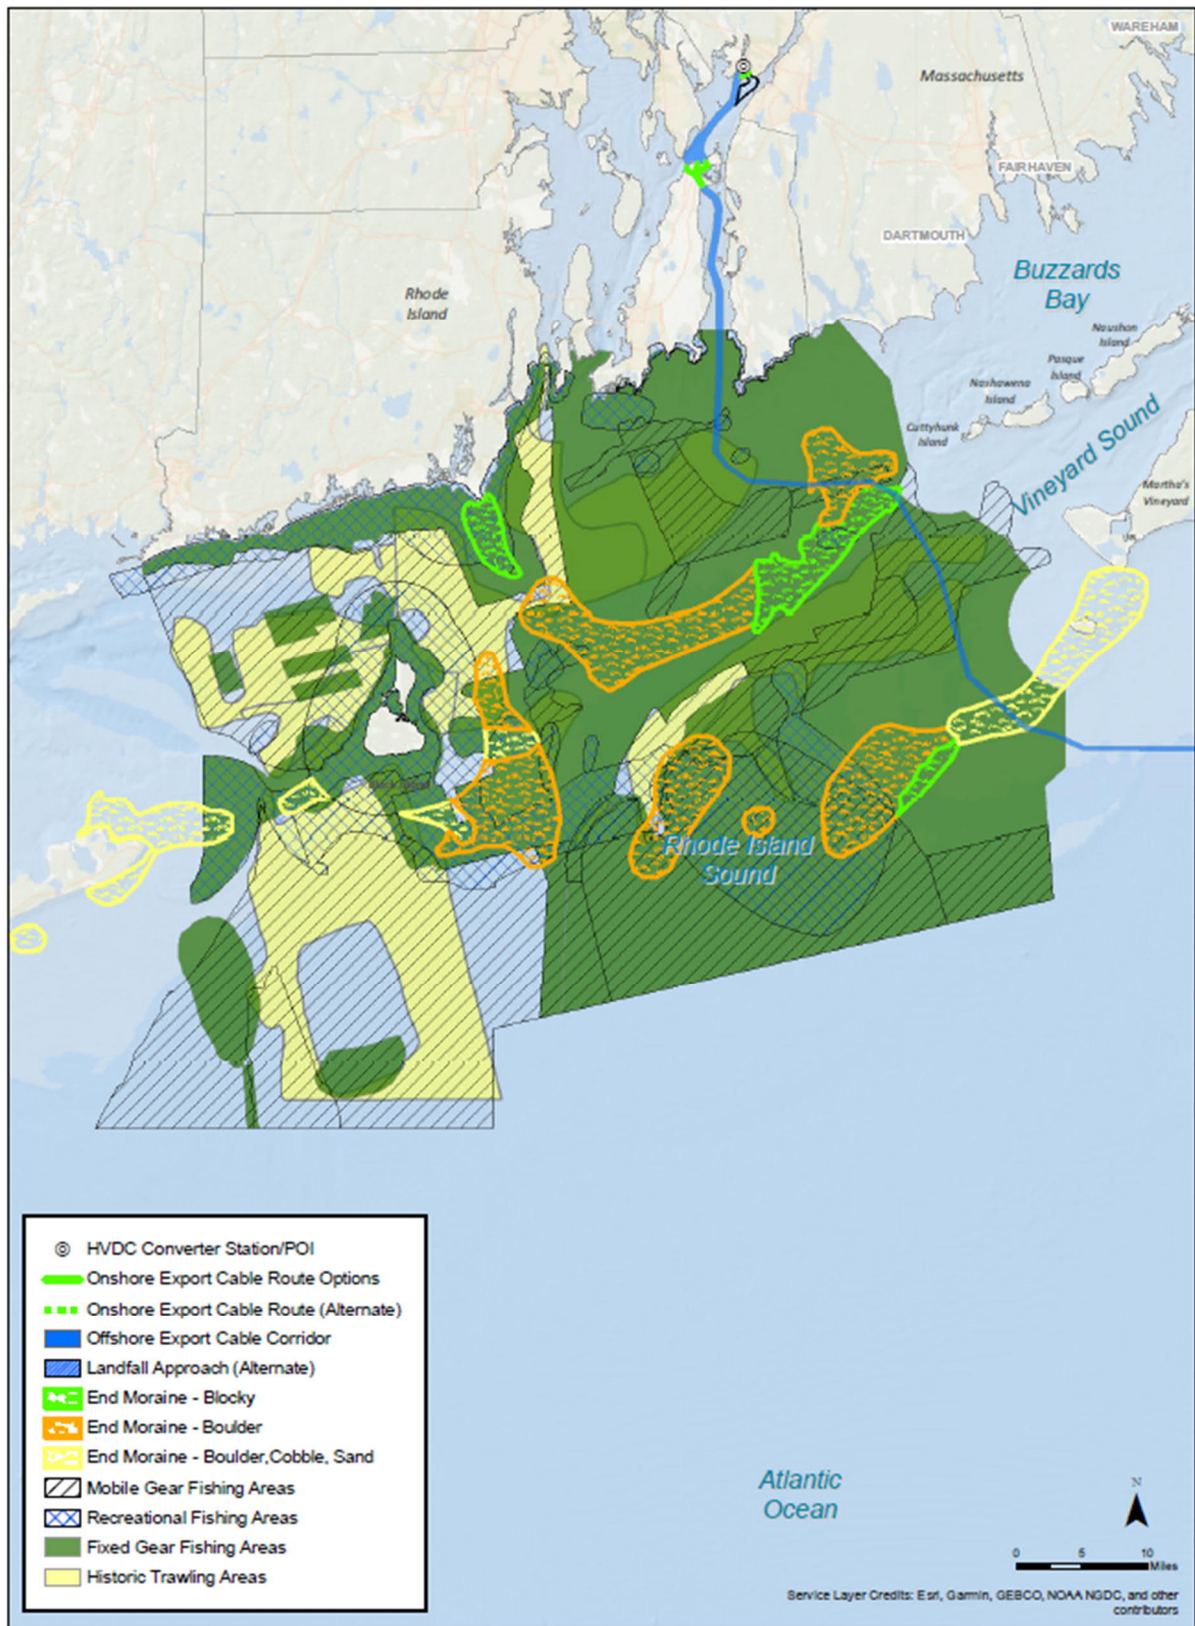 WAREHAM
Massachusetts
FAIRHAVEN
DARTMOUTH
Buzzards
Bay
Rhode
Island
Naushon
Island
Pasque
Island
Nashawena
Island
Cuttyhunk
Island
Vineyard Sound
Martha's
Vineyard
Rhode Island
Sound
HVDC Converter Station/POI
Onshore Export Cable Route Options
Onshore Export Cable Route (Alternate)
Offshore Export Cable Corridor
Landfall Approach (Alternate)
End Moraine - Blocky
End Moraine - Boulder
End Moraine - Boulder,Cobble, Sand
Mobile Gear Fishing Areas
Recreational Fishing Areas
Fixed Gear Fishing Areas
Historic Trawling Areas
Atlantic
Ocean
N
0 5 10
Miles
Service Layer Credits: Esri, Garmin, GEBCO, NOAA NGDC, and other
contributors